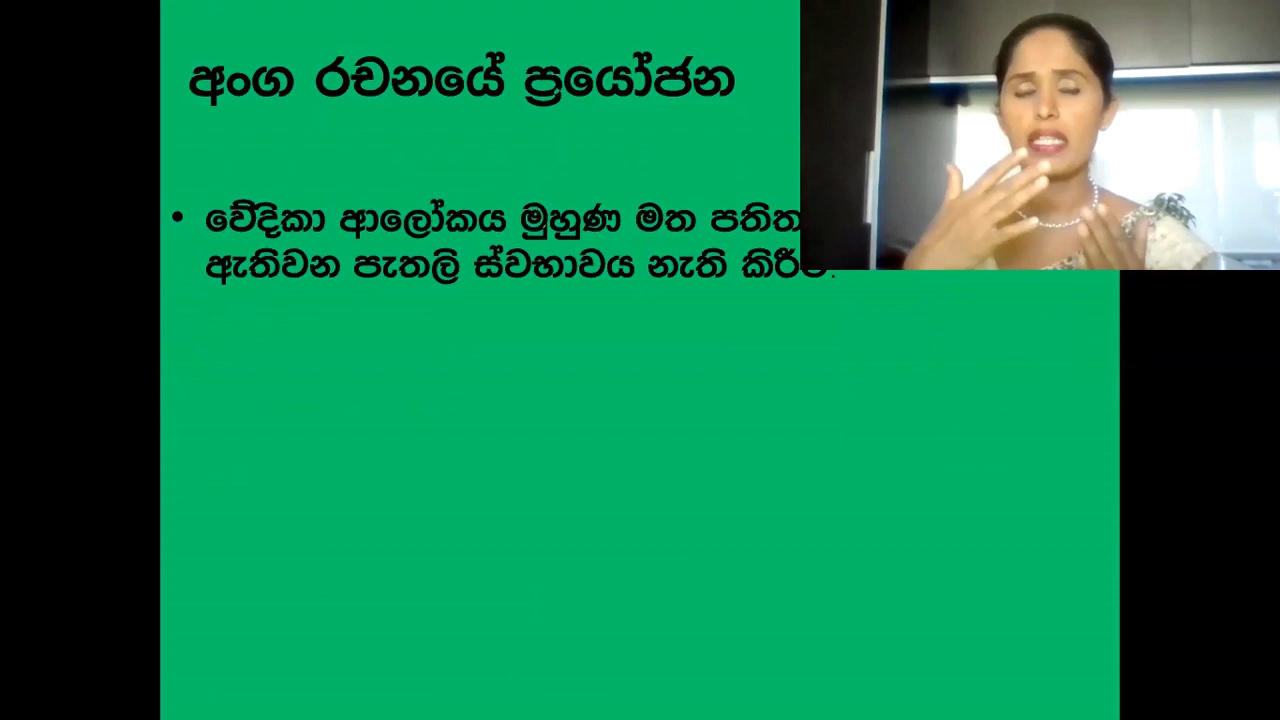 අංග රචනයේ ප්‍රයෝජන
• වේදිකා ආලෝකය මුහුණ මත පතිත
ඇතිවන පැතලි ස්වභාවය නැති